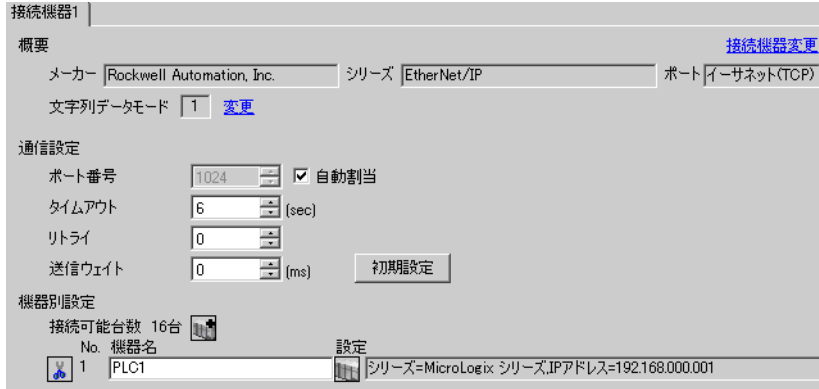 接続機器1
概要
接続機器変更
メーカー Rockwell Automation, Inc. シリーズ EtherNet/IP ポート イーサネット(TCP)
文字列データモード 1 変更
通信設定
ポート番号 1024 自動割当
タイムアウト 6 (sec)
リトライ 0
送信ウェイト 0 (ms) 初期設定
機器別設定
接続可能台数 16台
No. 機器名 設定
1 PLC1 シリーズ=MicroLogix シリーズ,IPアドレス=192.168.000.001